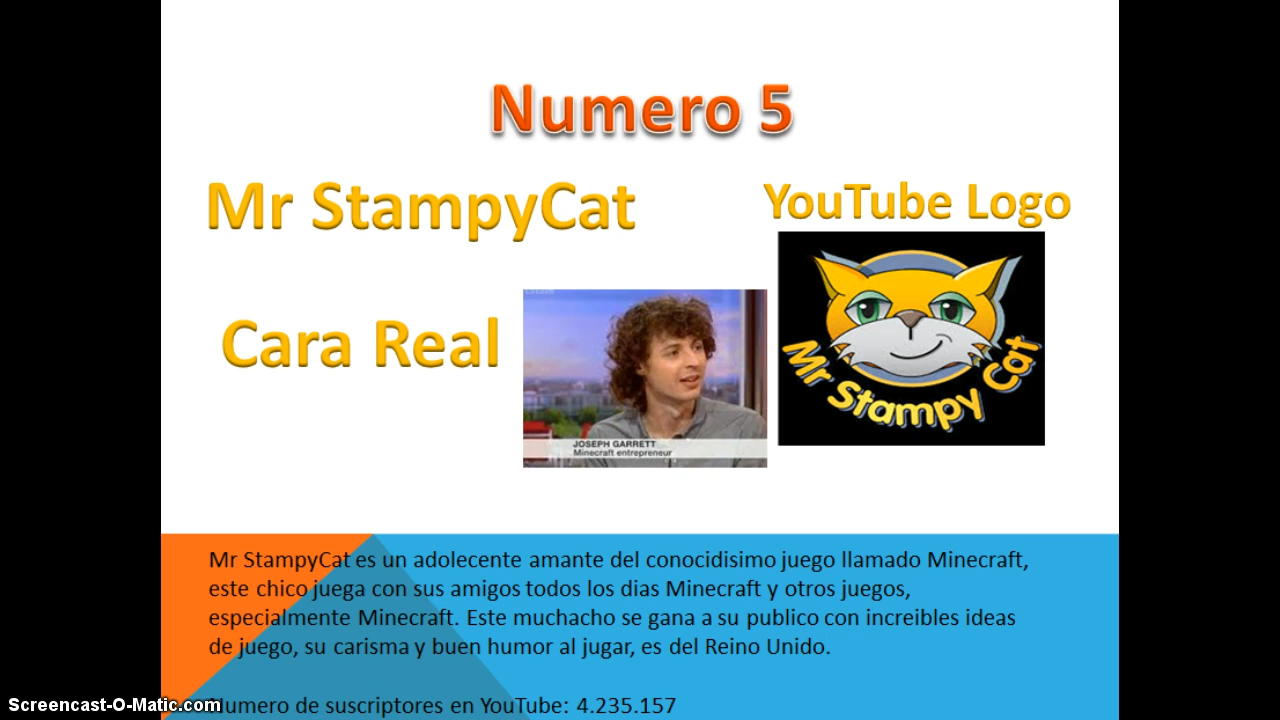 Numero 5
Mr StampyCat
YouTube Logo
Cara Real
Mr Stampy Cat
JOSEPH GARRETT
Minecraft entrepreneur
Mr StampyCat es un adolecente amante del conocidisimo juego llamado Minecraft,
este chico juega con sus amigos todos los dias Minecraft y otros juegos,
especialmente Minecraft. Este muchacho se gana a su publico con increibles ideas
de juego, su carisma y buen humor al jugar, es del Reino Unido.
Numero de suscriptores en YouTube: 4.235.157
Screencast-O-Matic.com